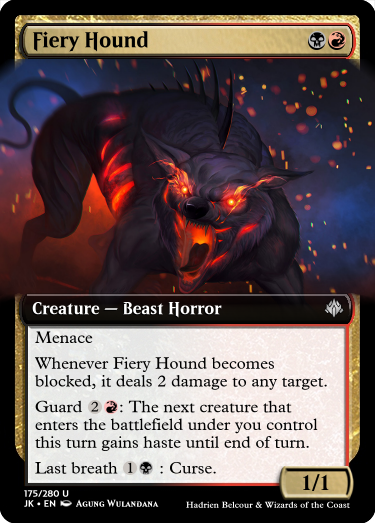 Fiery Hound
Creature — Beast Horror
Menace
Whenever Fiery Hound becomes
blocked, it deals 2 damage to any target.
Guard 2 : The next creature that
enters the battlefield under you control
this turn gains haste until end of turn.
Last breath 1 : Curse.
1/1
175/280 U
JK • EN Agung Wulandana
Hadrien Belcour & Wizards of the Coast